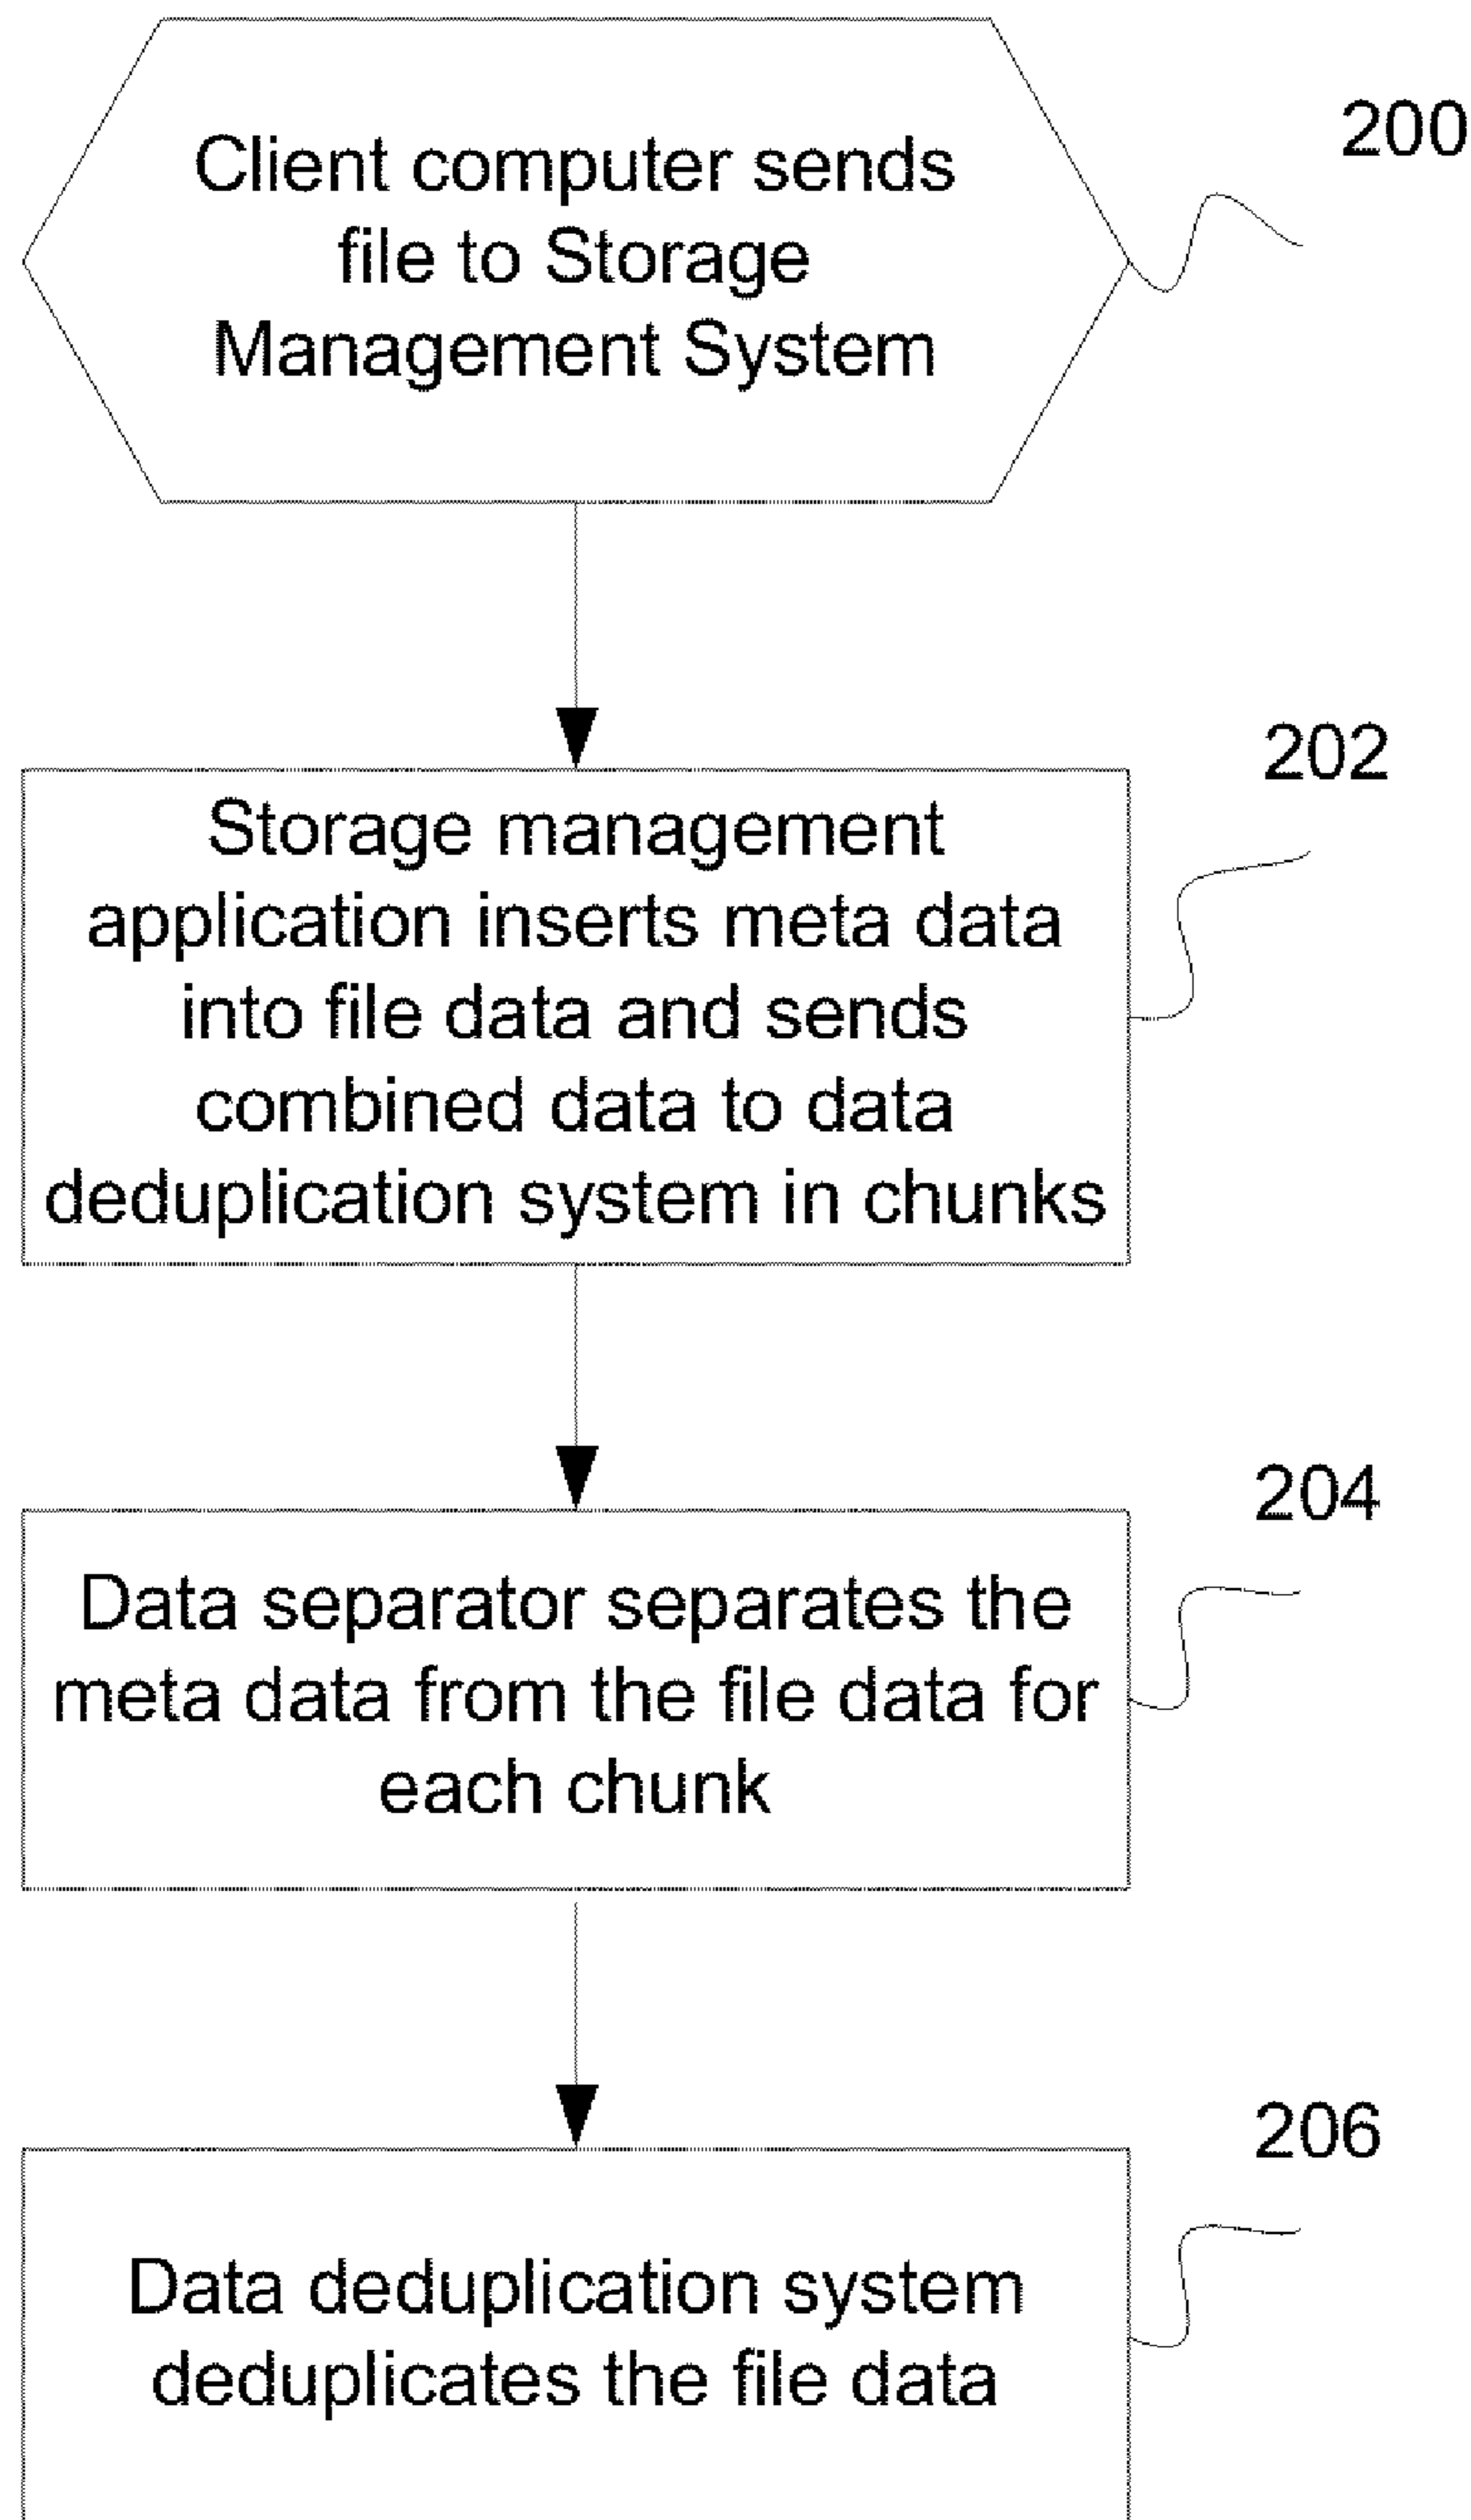 Client computer sends
file to Storage
Management System
200
Storage management
application inserts meta data
into file data and sends
combined data to data
deduplication system in chunks
202
Data separator separates the
meta data from the file data for
each chunk
204
Data deduplication system
deduplicates the file data
206